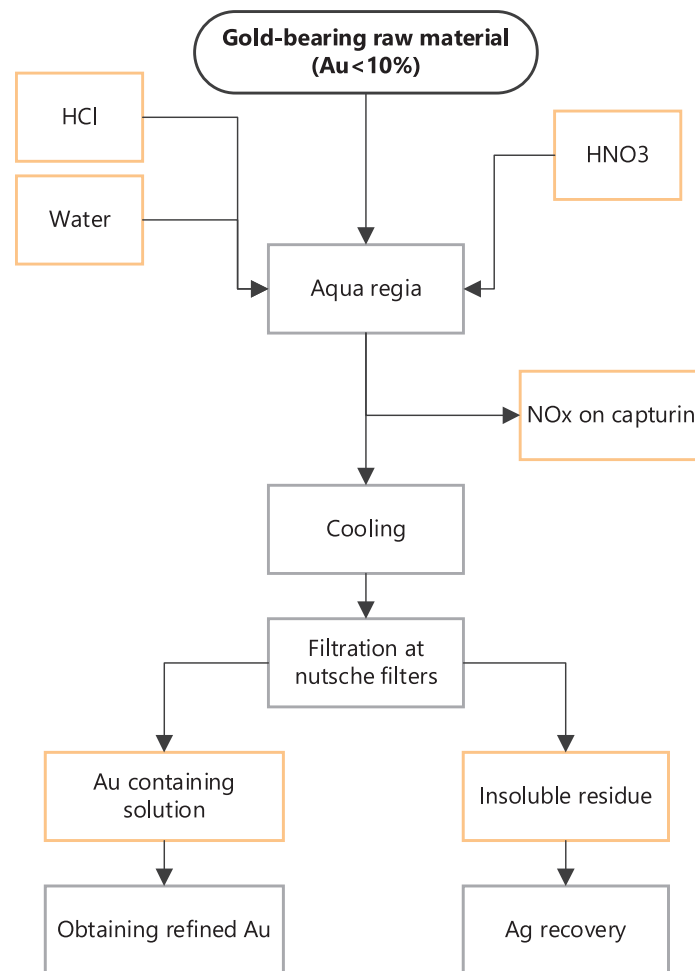 Gold-bearing raw material
(Au<10%)
HCl
HNO3
Water
Aqua regia
NOx on capturin
Cooling
Filtration at
nutsche filters
Au containing
solution
Insoluble residue
Obtaining refined Au
Ag recovery